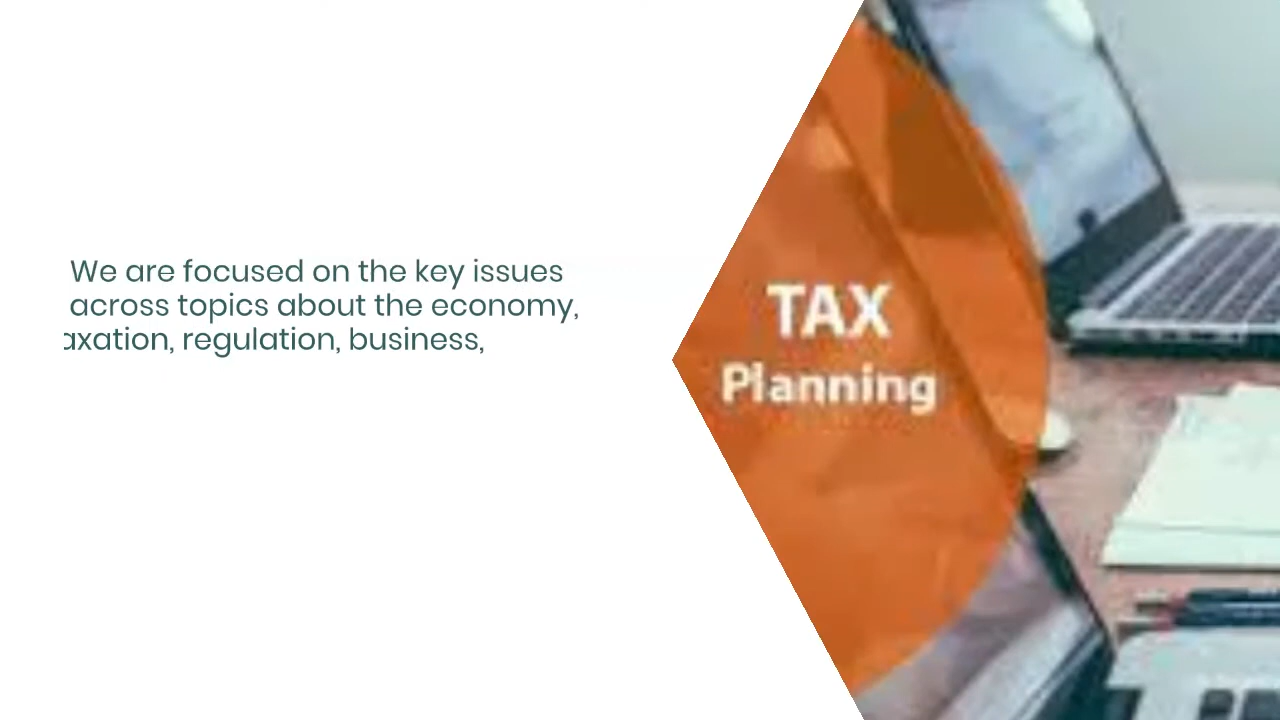 We are focused on the key issues
across topics about the economy,
axation, regulation, business,
TAX
Planning